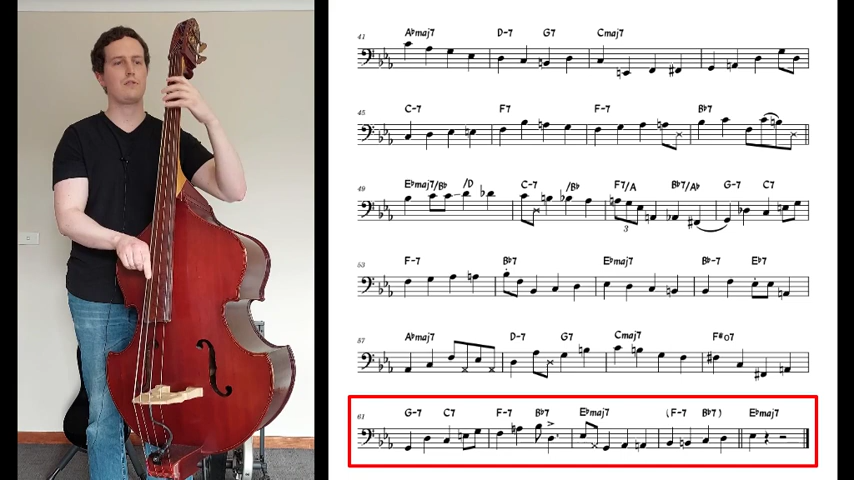 A♭maj7 D-7 G7 Cmaj7
41
C-7 F7 F-7 B♭7
45
E♭maj7/B♭ /D C-7 /B♭ F7/A B♭7/A♭ G-7 C7
49
3
F-7 B♭7 E♭maj7 B♭-7 E♭7
53
A♭maj7 D-7 G7 Cmaj7 F#o7
57
G-7 C7 F-7 B♭7 E♭maj7 (F-7 B♭7) E♭maj7
61